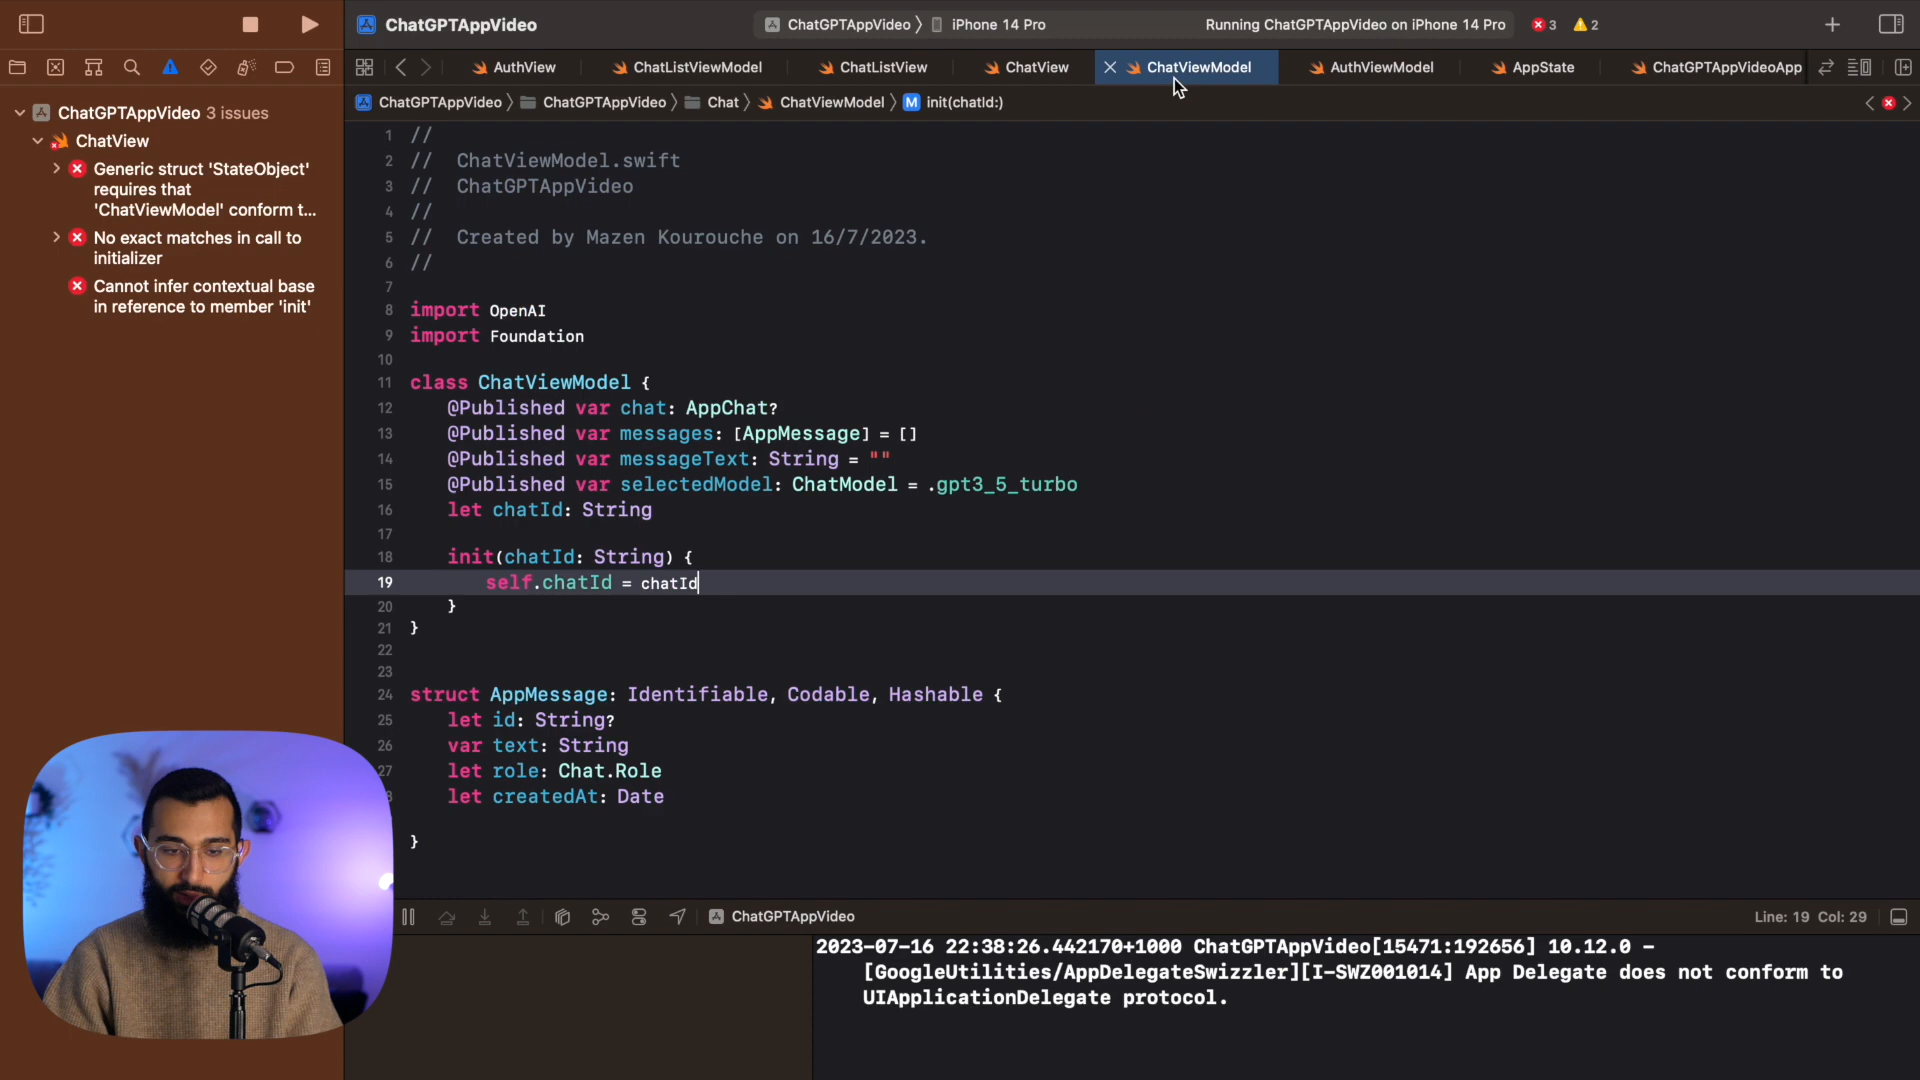 ChatGPTAppVideo
ChatGPTAppVideo 〉 iPhone 14 Pro
Running ChatGPTAppVideo on iPhone 14 Pro
3
2
AuthView
ChatListViewModel
ChatListView
ChatView
ChatViewModel
AuthViewModel
AppState
ChatGPTAppVideoApp
ChatGPTAppVideo 〉 ChatGPTAppVideo 〉 Chat 〉 ChatViewModel 〉 M init(chatId:)
ChatGPTAppVideo 3 issues
ChatView
Generic struct 'StateObject'
requires that
'ChatViewModel' conform t...
No exact matches in call to
initializer
Cannot infer contextual base
in reference to member 'init'
1 //
2 // ChatViewModel.swift
3 // ChatGPTAppVideo
4 //
5 // Created by Mazen Kourouche on 16/7/2023.
6 //
7
8 import OpenAI
9 import Foundation
10
11 class ChatViewModel {
12 @Published var chat: AppChat?
13 @Published var messages: [AppMessage] = []
14 @Published var messageText: String = ""
15 @Published var selectedModel: ChatModel = .gpt3_5_turbo
16 let chatId: String
17
18 init(chatId: String) {
19 self.chatId = chatId
20 }
21 }
22
23
24 struct AppMessage: Identifiable, Codable, Hashable {
25 let id: String?
26 var text: String
27 let role: Chat.Role
let createdAt: Date
}
ChatGPTAppVideo
Line: 19 Col: 29
2023-07-16 22:38:26.442170+1000 ChatGPTAppVideo[15471:192656] 10.12.0 -
[GoogleUtilities/AppDelegateSwizzler][I-SWZ001014] App Delegate does not conform to
UIApplicationDelegate protocol.